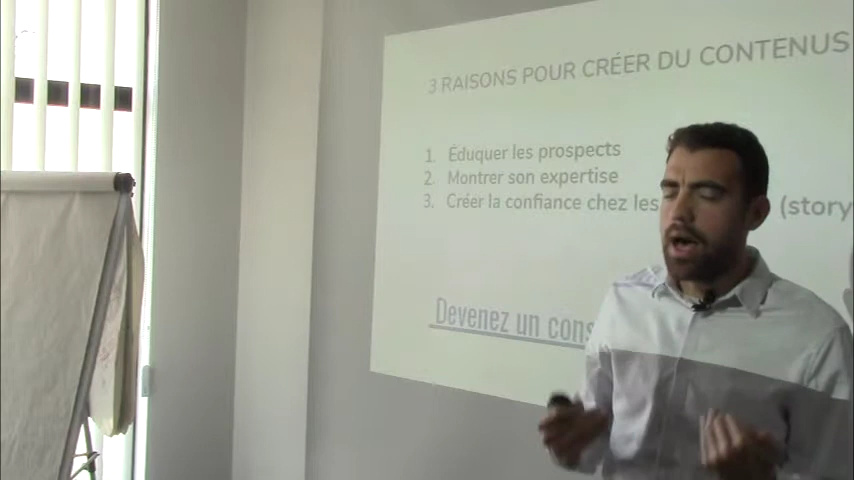 3 RAISONS POUR CRÉER DU CONTENUS
1. Éduquer les prospects
2. Montrer son expertise
3. Créer la confiance chez les (story
Devenez un cons